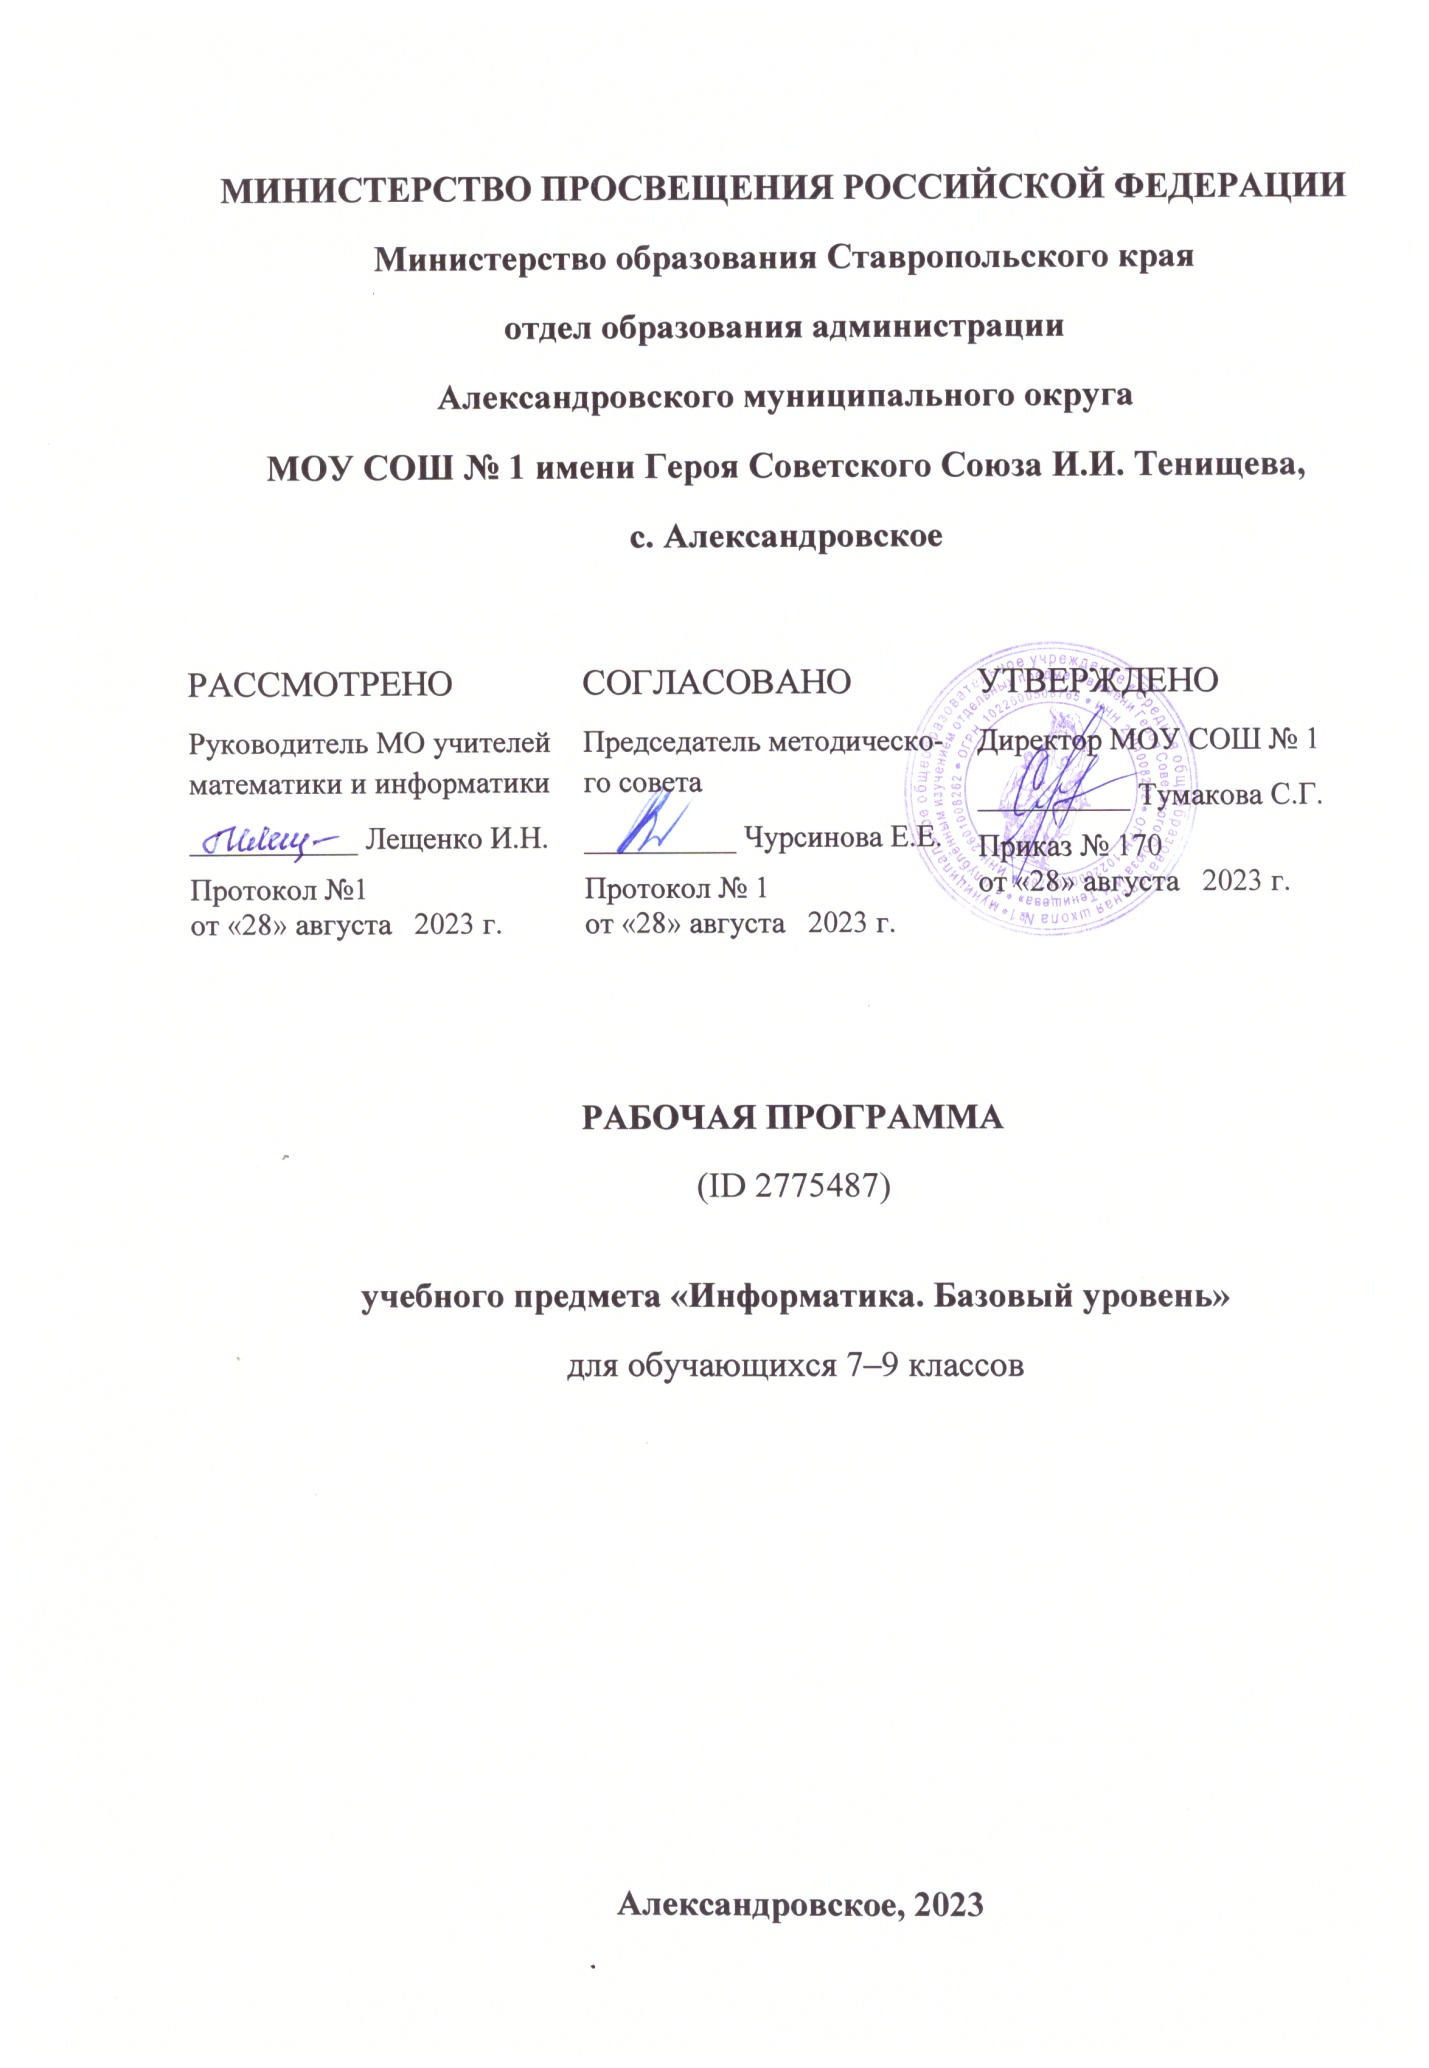 МИНИСТЕРСТВО ПРОСВЕЩЕНИЯ РОССИЙСКОЙ ФЕДЕРАЦИИ
Министерство образования Ставропольского края
отдел образования администрации
Александровского муниципального округа
МОУ СОШ № 1 имени Героя Советского Союза И.И. Тенищева,
с. Александровское
РАССМОТРЕНО
Руководитель МО учителей
математики и информатики
Лещенко И.Н.
Протокол №1
от «28» августа 2023 г.
СОГЛАСОВАНО
Председатель методическо-
го совета
Чурсинова Е.Е.
Протокол № 1
от «28» августа 2023 г.
УТВЕРЖДЕНО
Директор МОУ СОШ № 1
Тумакова С.Г.
Приказ № 170
от «28» августа 2023 г.
РАБОЧАЯ ПРОГРАММА
(ID 2775487)
учебного предмета «Информатика. Базовый уровень»
для обучающихся 7–9 классов
Александровское, 2023